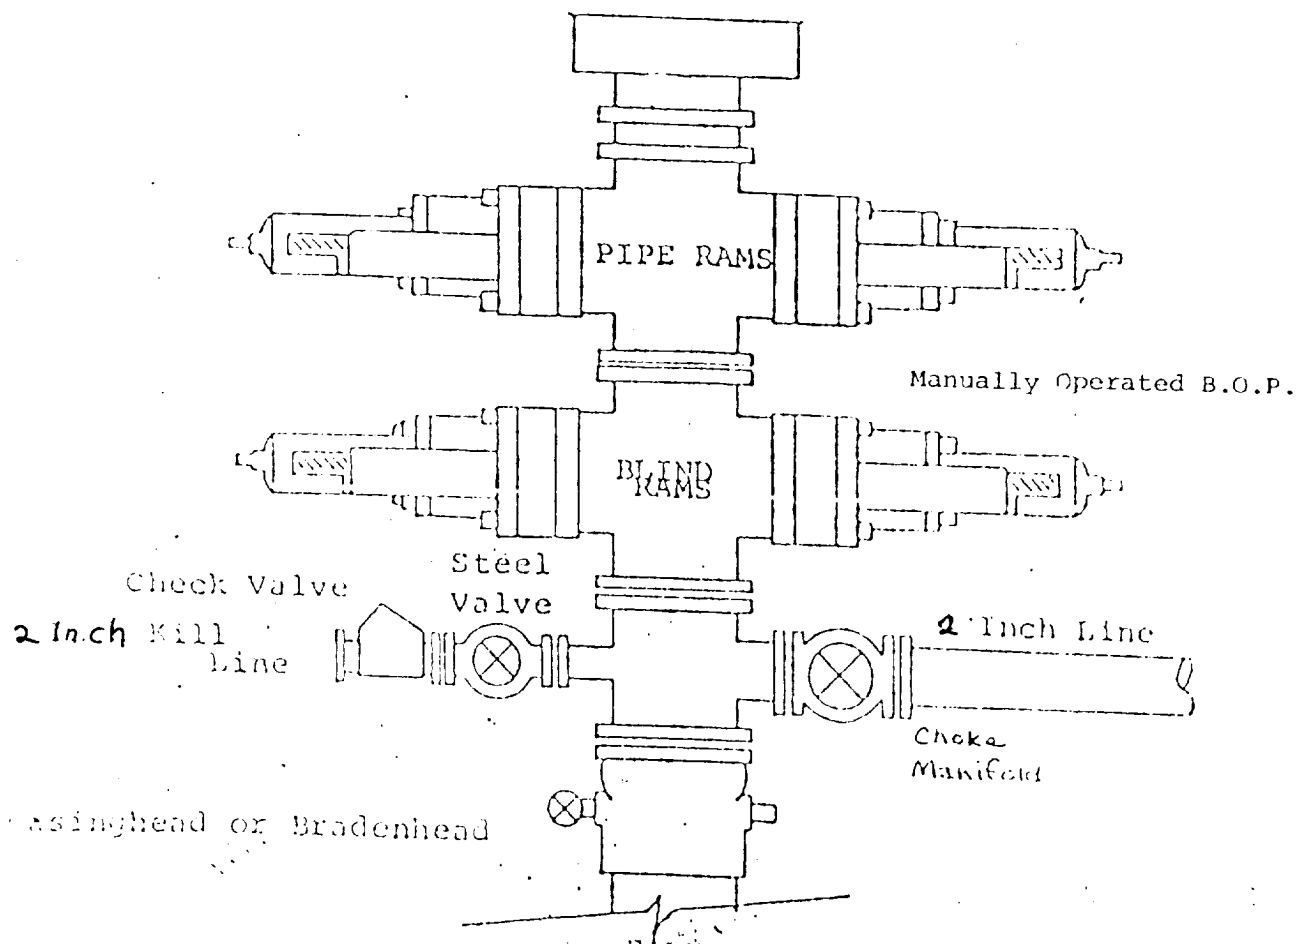 PIPE RAMS
Manually Operated B.O.P.
BLIND
RAMS
Steel
Valve
Check Valve
2 Inch Kill
Line
2 Inch Line
Choke
Manifold
asinghead or Bradenhead